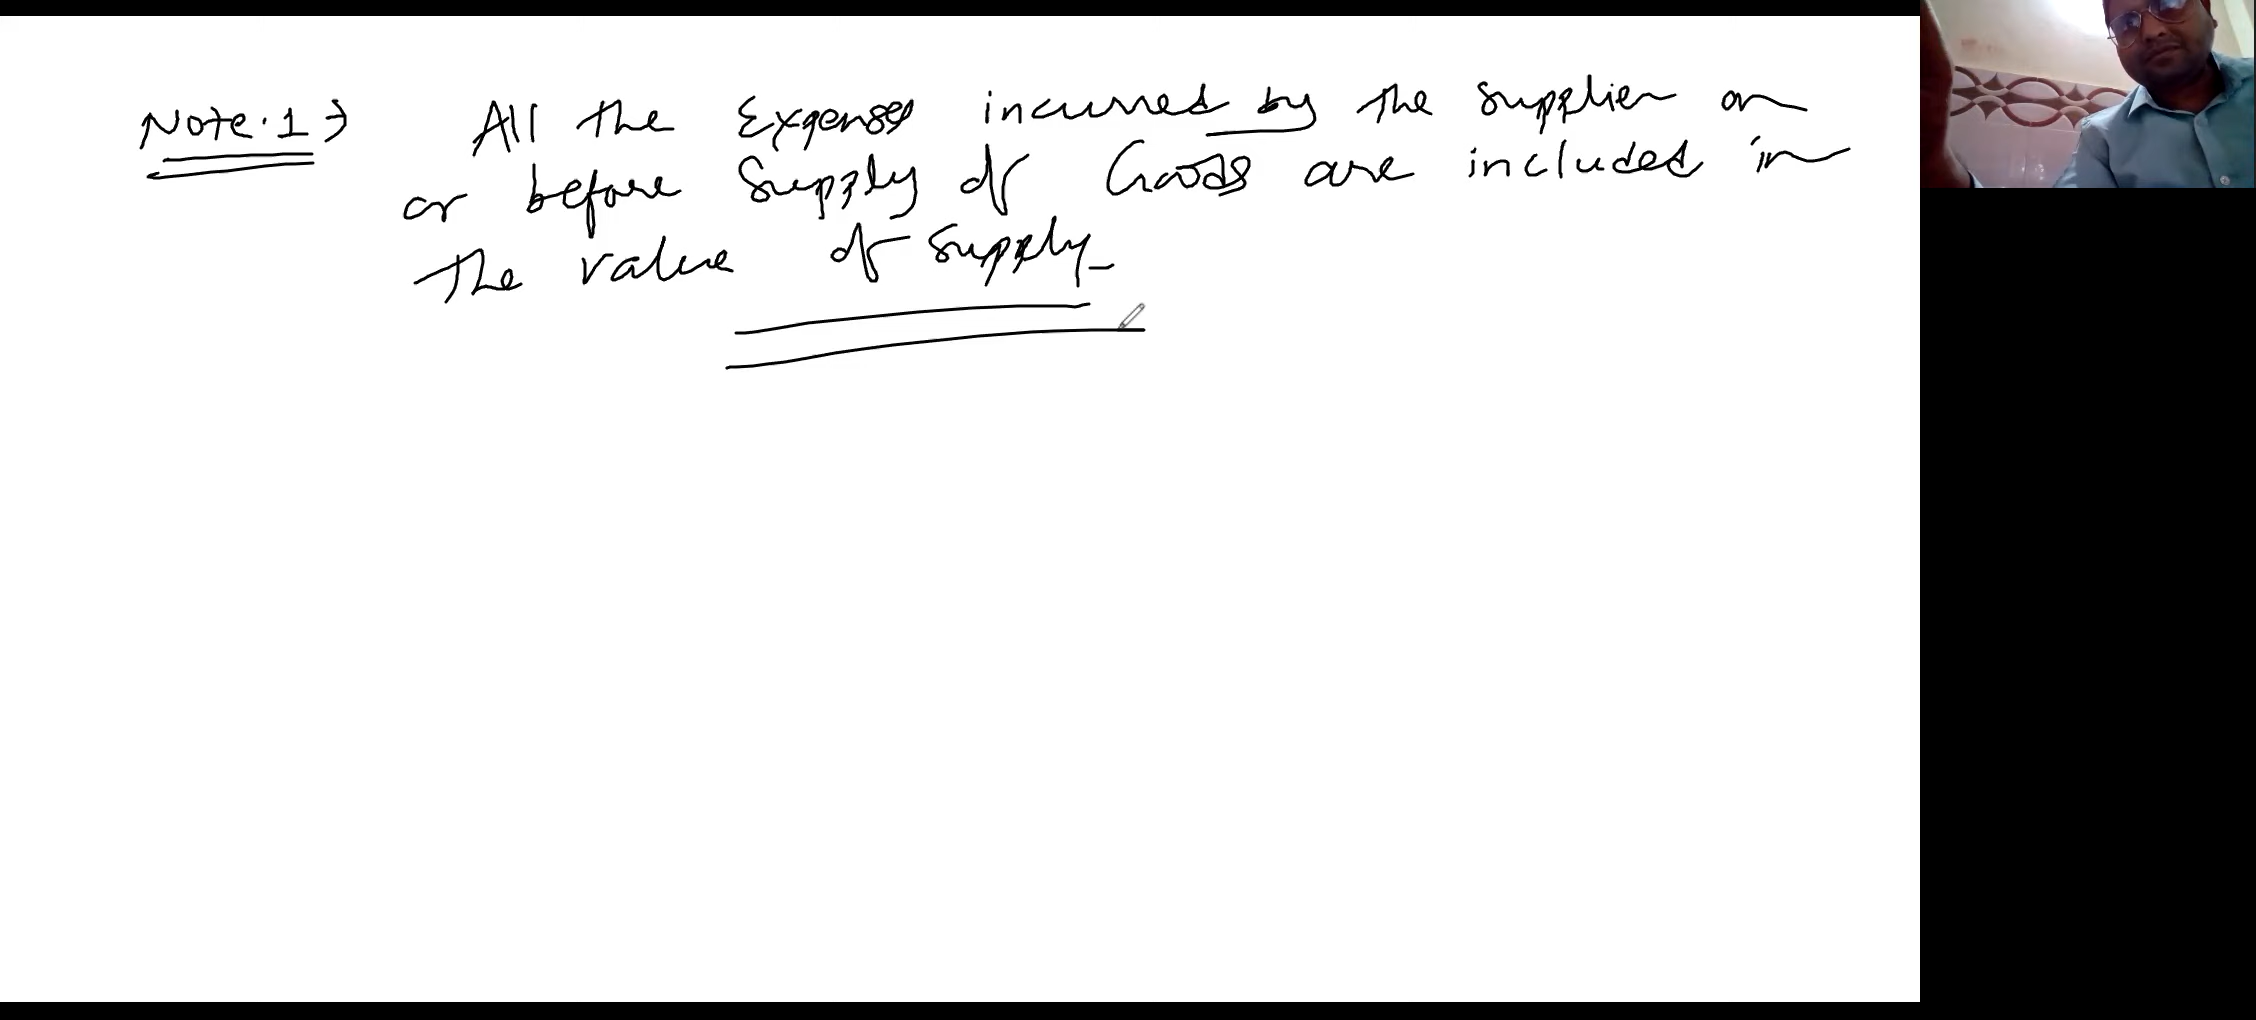 Note.1→ All the Expenses incurred by the supplier on
or before supply of Goods are included in
the value of supply-